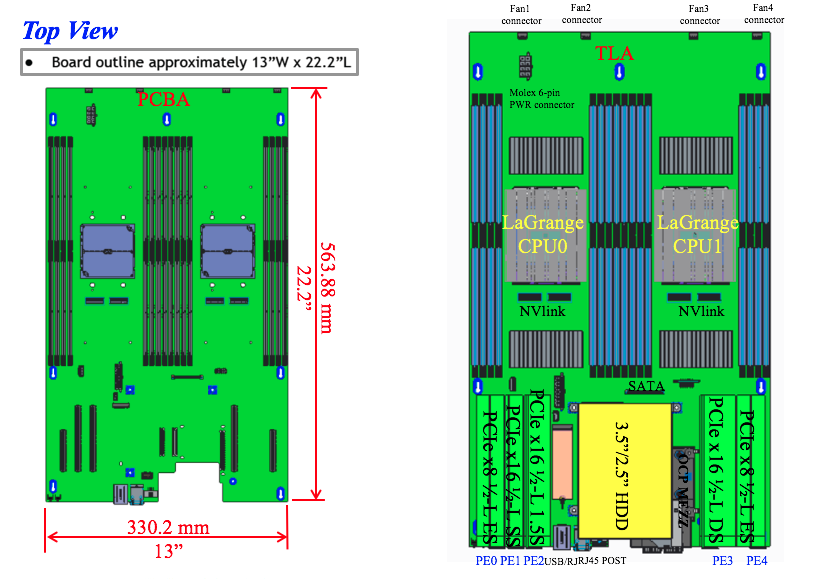 Top View
● Board outline approximately 13”W x 22.2”L
PCBA
563.88 mm
22.2”
330.2 mm
13”
Fan1
connector
Fan2
connector
Fan3
connector
Fan4
connector
TLA
Molex 6-pin
PWR connector
LaGrange
CPU0
LaGrange
CPU1
NVlink
NVlink
SATA
PCIe x8 ½-L ES
PCIe x16 ½-L SS
PCIe x16 ½-L 1.5S
3.5”/2.5” HDD
OCP MEZZ
PCIe x16 ½-L DS
PCIe x8 ½-L ES
PE0 PE1 PE2 USB/RJ RJ45 POST PE3 PE4